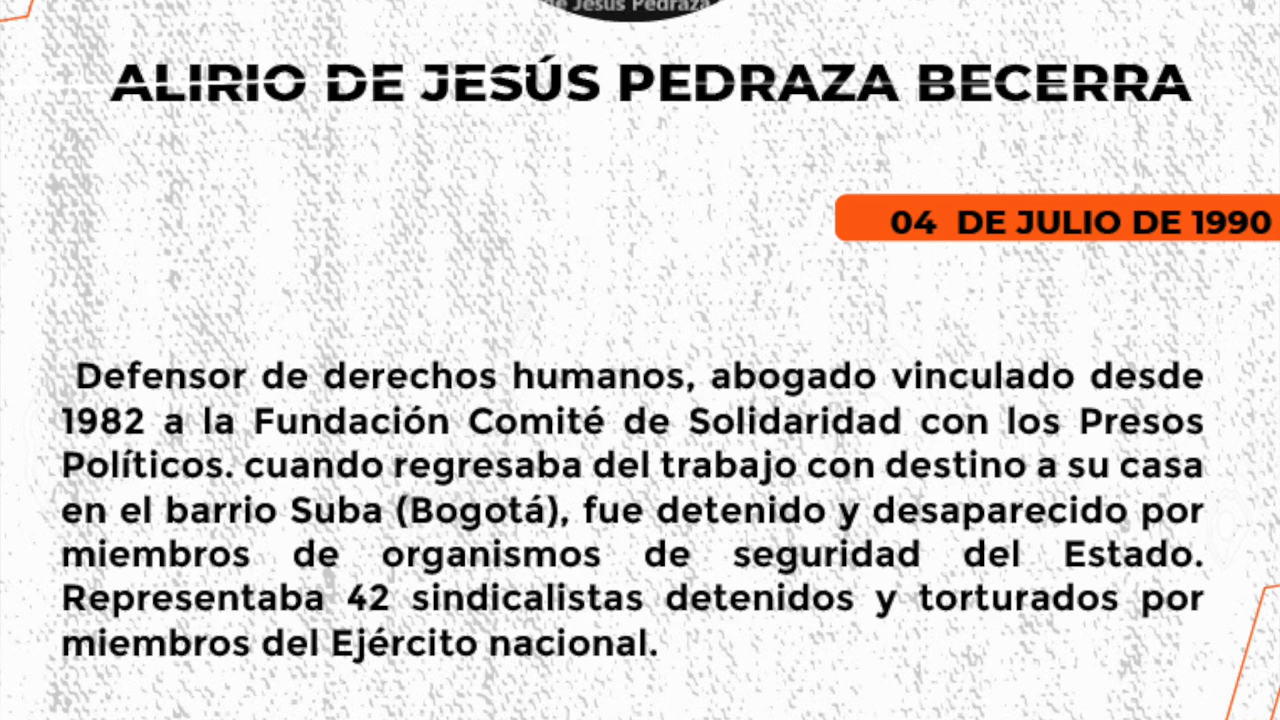 de Jesús Pedraza
ALIRIO DE JESÚS PEDRAZA BECERRA
04 DE JULIO DE 1990
Defensor de derechos humanos, abogado vinculado desde
1982 a la Fundación Comité de Solidaridad con los Presos
Políticos. cuando regresaba del trabajo con destino a su casa
en el barrio Suba (Bogotá), fue detenido y desaparecido por
miembros de organismos de seguridad del Estado.
Representaba 42 sindicalistas detenidos y torturados por
miembros del Ejército nacional.